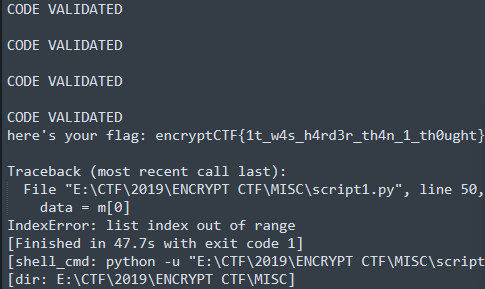 CODE VALIDATED
CODE VALIDATED
CODE VALIDATED
CODE VALIDATED
here's your flag: encryptCTF{1t_w4s_h4rd3r_th4n_1_th0ught}
Traceback (most recent call last):
File "E:\CTF\2019\ENCRYPT CTF\MISC\script1.py", line 50,
data = m[0]
IndexError: list index out of range
[Finished in 47.7s with exit code 1]
[shell_cmd: python -u "E:\CTF\2019\ENCRYPT CTF\MISC\script
[dir: E:\CTF\2019\ENCRYPT CTF\MISC]